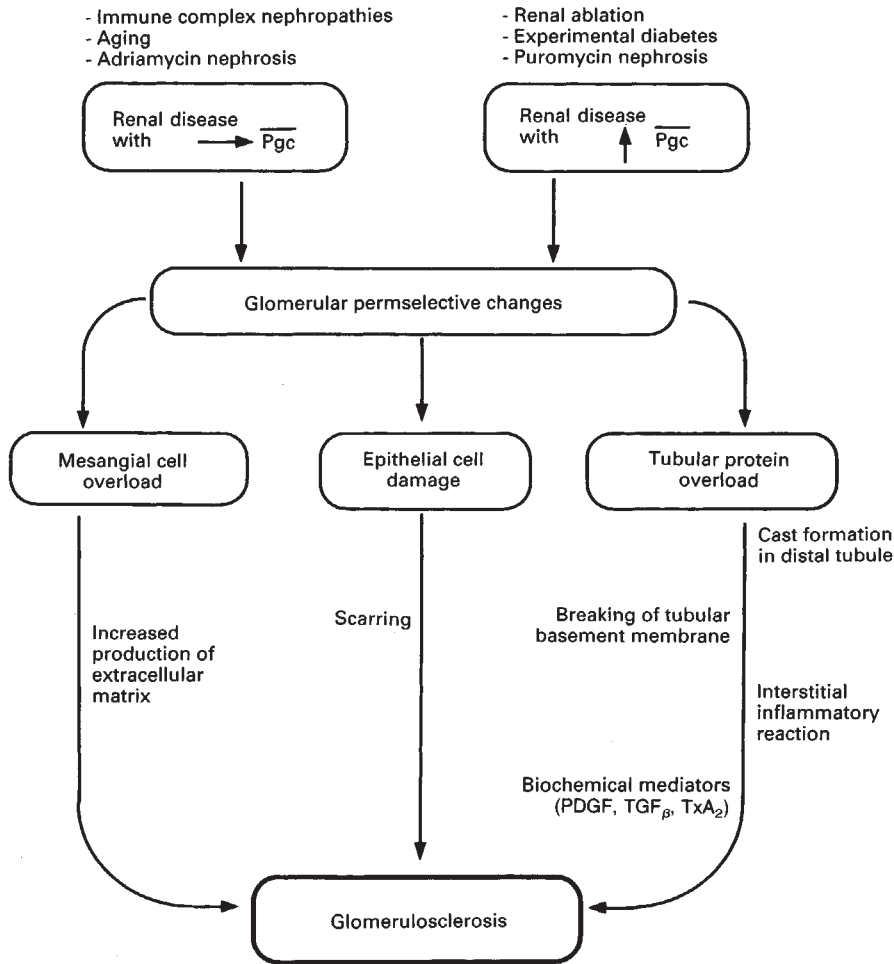 - Immune complex nephropathies
- Aging
- Adriamycin nephrosis
- Renal ablation
- Experimental diabetes
- Puromycin nephrosis
Renal disease
with → Pgc
Renal disease
with ↑ Pgc
Glomerular permselective changes
Mesangial cell
overload
Epithelial cell
damage
Tubular protein
overload
Cast formation
in distal tubule
Increased
production of
extracellular
matrix
Scarring
Breaking of tubular
basement membrane
Interstitial
inflammatory
reaction
Biochemical mediators
(PDGF, TGFβ, TxA₂)
Glomerulosclerosis